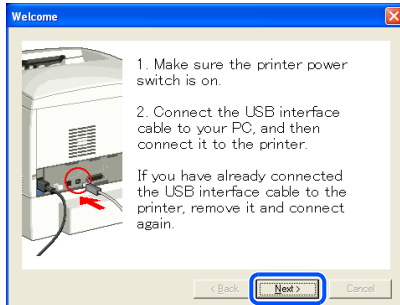 Welcome
1. Make sure the printer power
switch is on.
2. Connect the USB interface
cable to your PC, and then
connect it to the printer.
If you have already connected
the USB interface cable to the
printer, remove it and connect
again.
< Back
Next >
Cancel